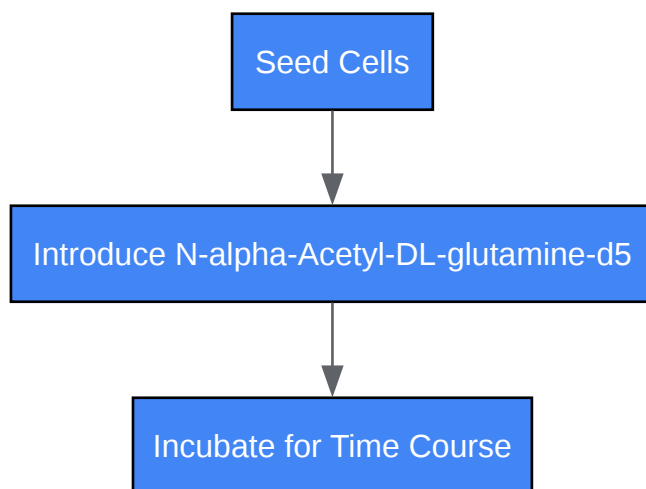 Seed Cells
Introduce N-alpha-Acetyl-DL-glutamine-d5
Incubate for Time Course